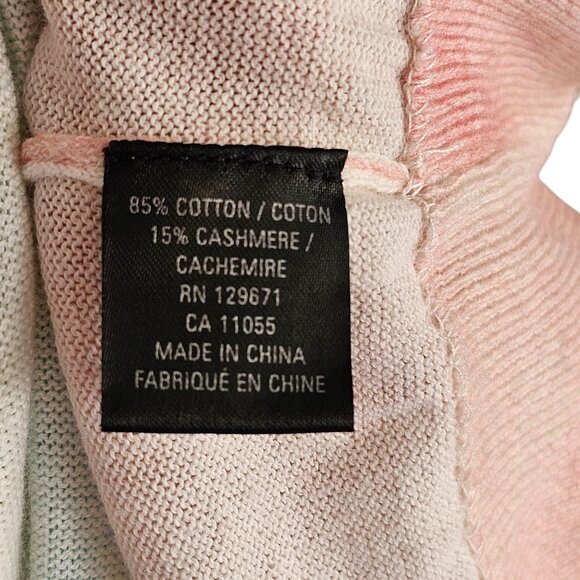 85% COTTON / COTON
15% CASHMERE /
CACHEMIRE
RN 129671
CA 11055
MADE IN CHINA
FABRIQUÉ EN CHINE